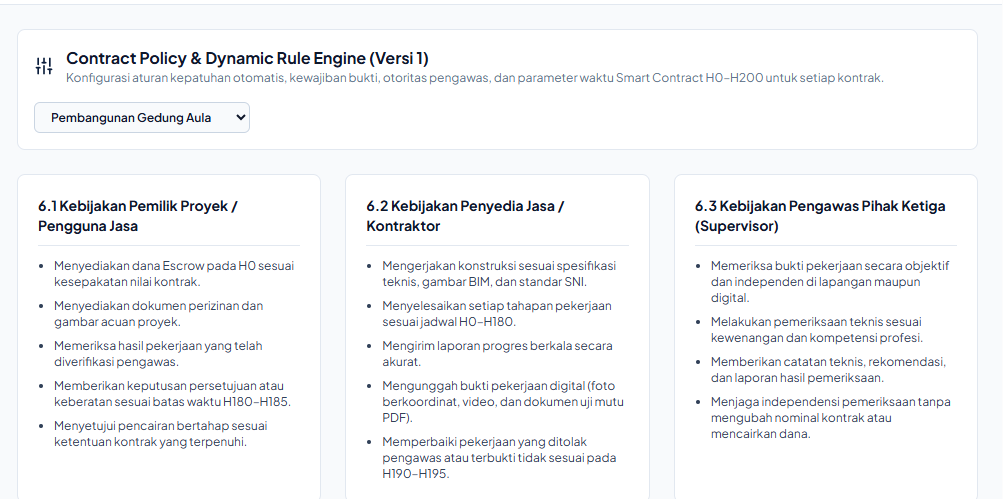 Contract Policy & Dynamic Rule Engine (Versi 1)
Konfigurasi aturan kepatuhan otomatis, kewajiban bukti, otoritas pengawas, dan parameter waktu Smart Contract H0–H200 untuk setiap kontrak.
Pembangunan Gedung Aula
6.1 Kebijakan Pemilik Proyek /
Pengguna Jasa
• Menyediakan dana Escrow pada H0 sesuai
kesepakatan nilai kontrak.
• Menyediakan dokumen perizinan dan
gambar acuan proyek.
• Memeriksa hasil pekerjaan yang telah
diverifikasi pengawas.
• Memberikan keputusan persetujuan atau
keberatan sesuai batas waktu H180–H185.
• Menyetujui pencairan bertahap sesuai
ketentuan kontrak yang terpenuhi.
6.2 Kebijakan Penyedia Jasa /
Kontraktor
• Mengerjakan konstruksi sesuai spesifikasi
teknis, gambar BIM, dan standar SNI.
• Menyelesaikan setiap tahapan pekerjaan
sesuai jadwal H0–H180.
• Mengirim laporan progres berkala secara
akurat.
• Mengunggah bukti pekerjaan digital (foto
berkoordinat, video, dan dokumen uji mutu
PDF).
• Memperbaiki pekerjaan yang ditolak
pengawas atau terbukti tidak sesuai pada
H190–H195.
6.3 Kebijakan Pengawas Pihak Ketiga
(Supervisor)
• Memeriksa bukti pekerjaan secara objektif
dan independen di lapangan maupun
digital.
• Melakukan pemeriksaan teknis sesuai
kewenangan dan kompetensi profesi.
• Memberikan catatan teknis, rekomendasi,
dan laporan hasil pemeriksaan.
• Menjaga independensi pemeriksaan tanpa
mengubah nominal kontrak atau
mencairkan dana.